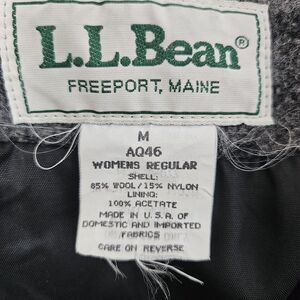 L.L.Bean®
FREEPORT, MAINE
M
AQ46
WOMENS REGULAR
SHELL:
85% WOOL/15% NYLON
LINING:
100% ACETATE
MADE IN U.S.A. OF
DOMESTIC AND IMPORTED
FABRICS
CARE ON REVERSE